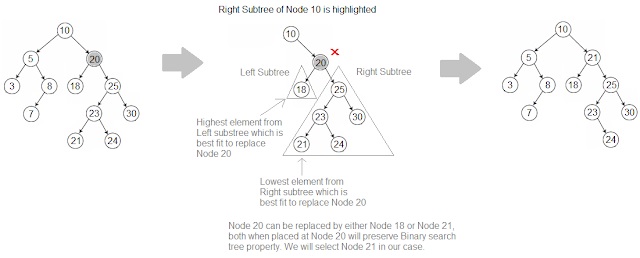 Right Subtree of Node 10 is highlighted
10
5
20
3
8
18
25
7
23
30
21
24
10
20
Left Subtree
Right Subtree
18
25
23
30
21
24
Highest element from
Left substree which is
best fit to replace
Node 20
Lowest element from
Right subtree which is
best fit to replace Node 20
Node 20 can be replaced by either Node 18 or Node 21,
both when placed at Node 20 will preserve Binary search
tree property. We will select Node 21 in our case.
10
5
21
3
8
18
25
7
23
30
24